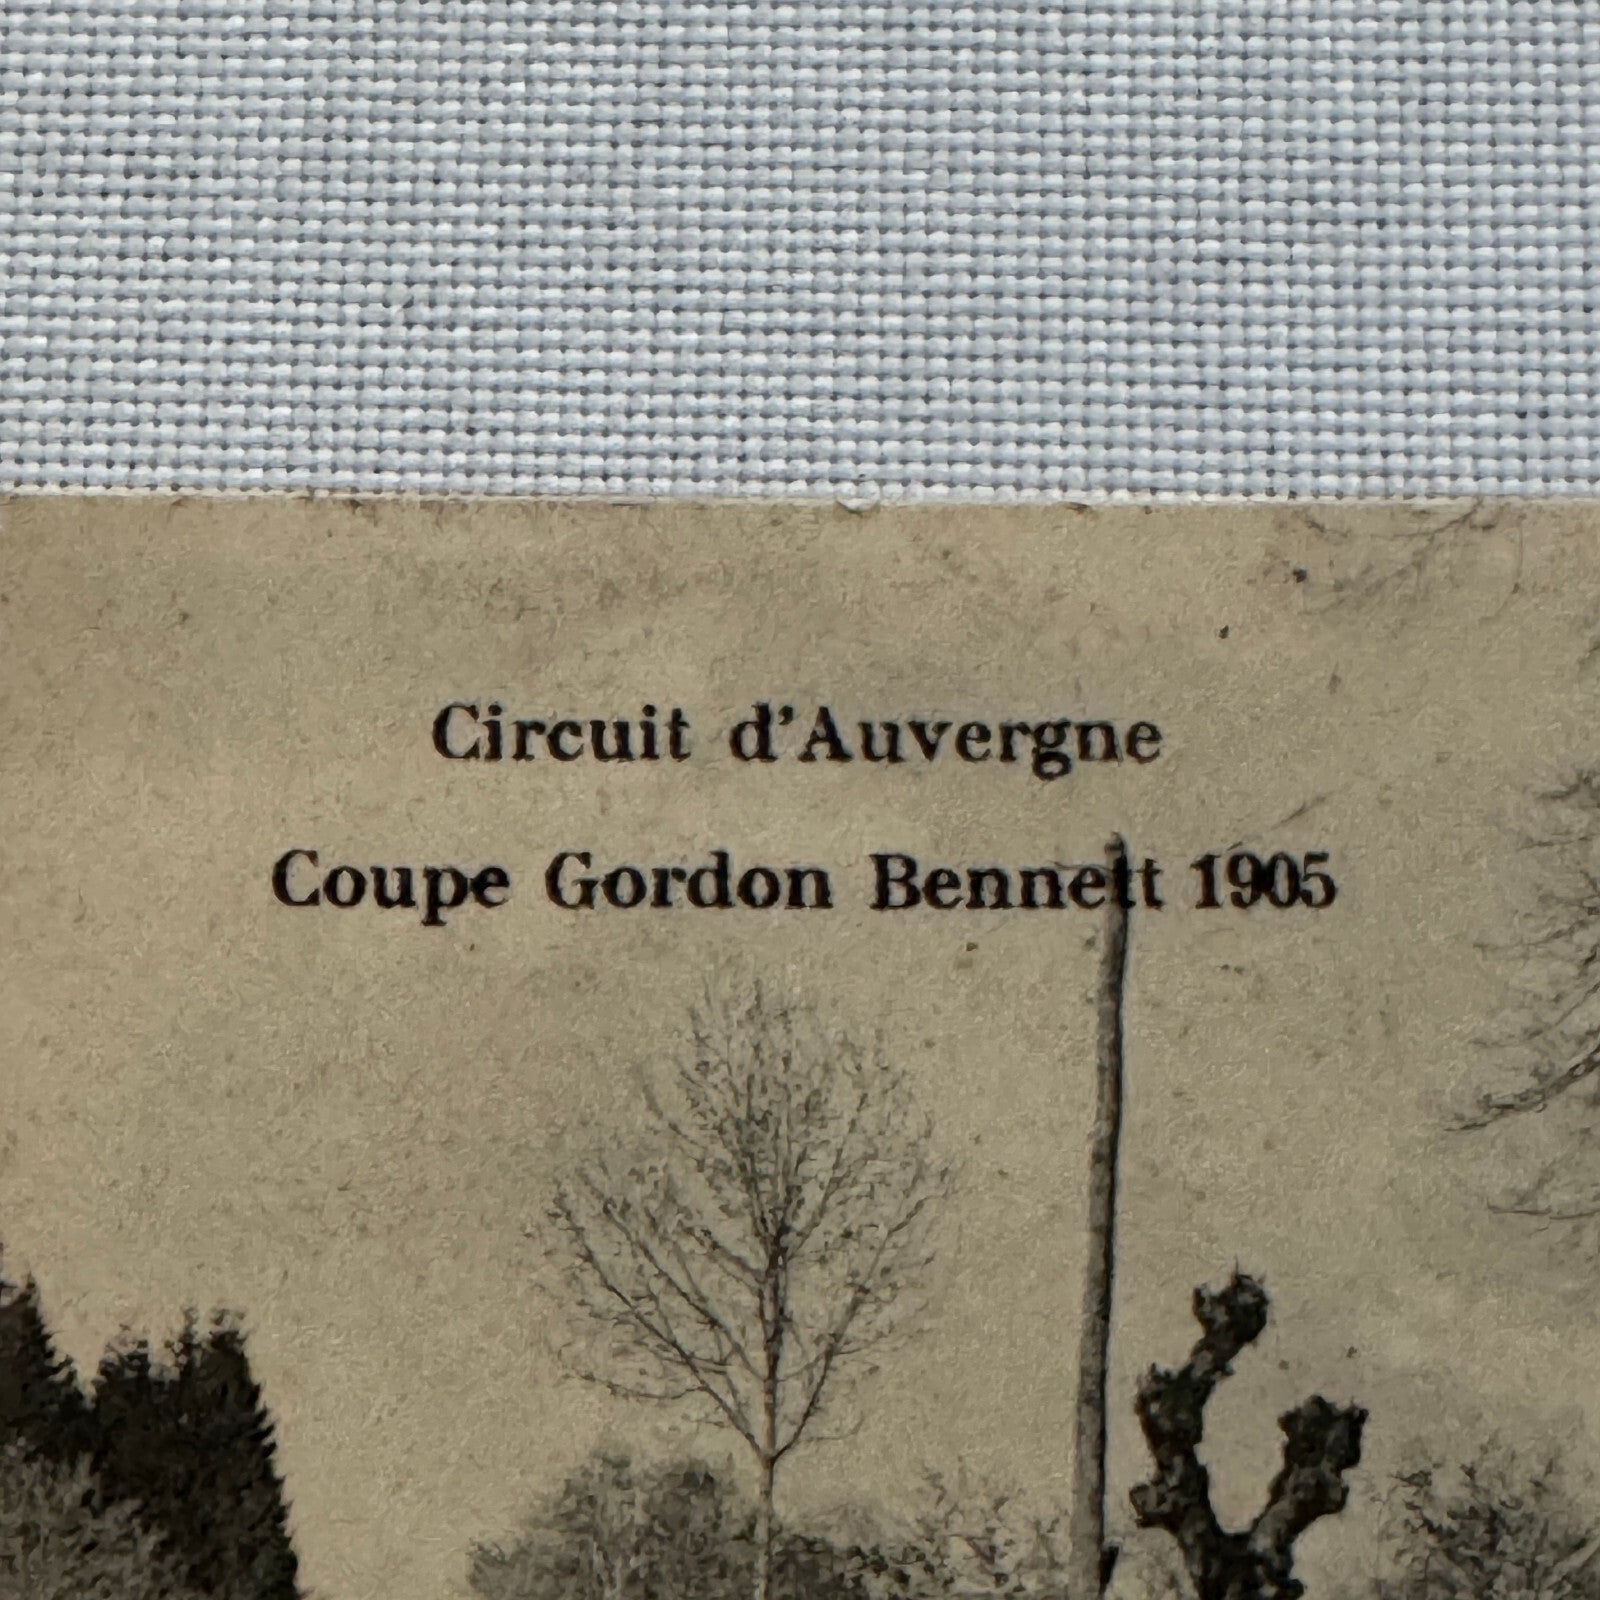 Circuit d'Auvergne
Coupe Gordon Bennett 1905